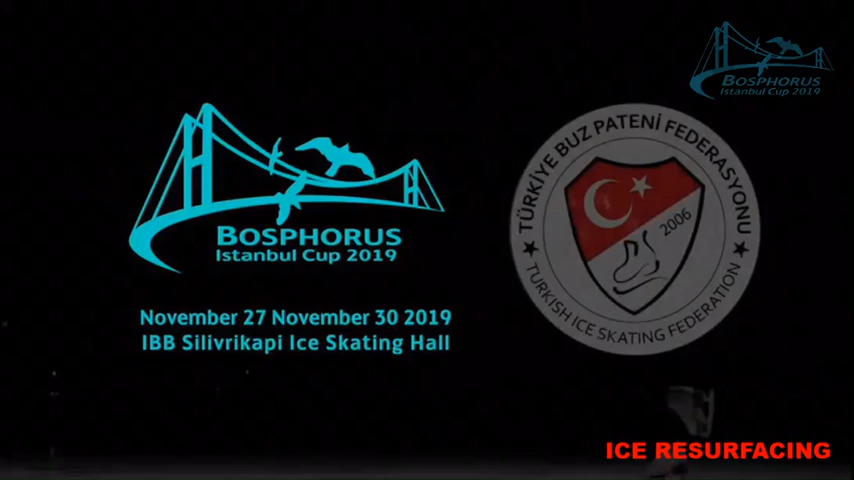 BOSPHORUS
Istanbul Cup 2019
BOSPHORUS
Istanbul Cup 2019
November 27 November 30 2019
IBB Silivrikapi Ice Skating Hall
TÜRKİYE BUZ PATENİ FEDERASYONU
2006
TURKISH ICE SKATING FEDERATION
ICE RESURFACING